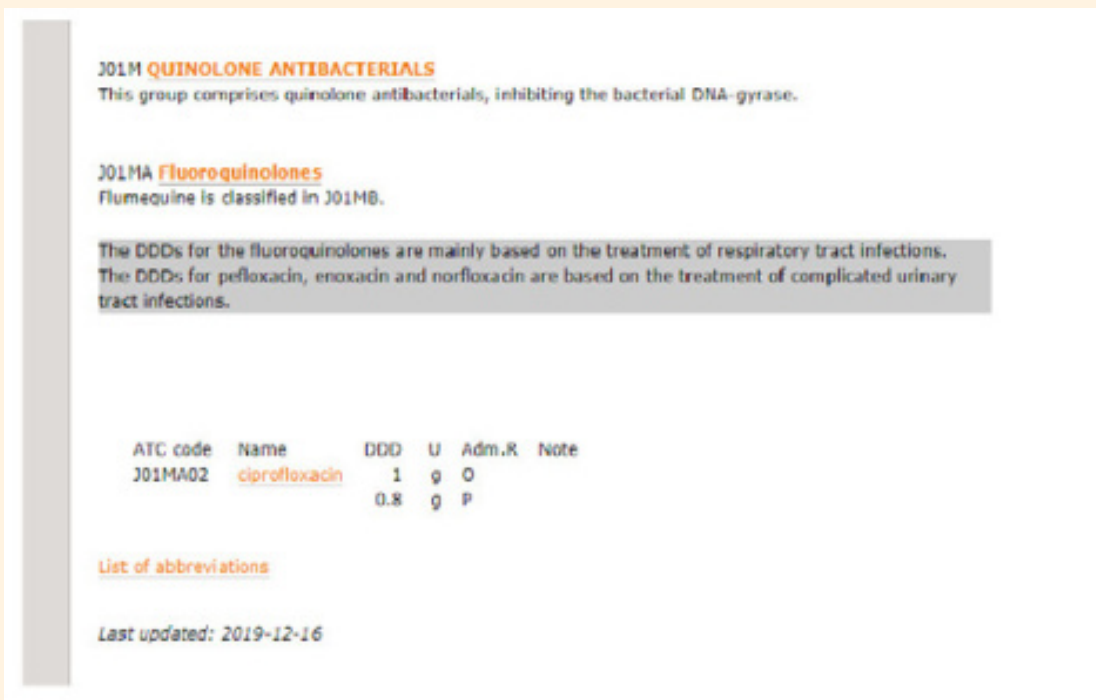 J01M QUINOLONE ANTIBACTERIALS
This group comprises quinolone antibacterials, inhibiting the bacterial DNA-gyrase.
J01MA Fluoroquinolones
Flumequine is classified in J01MB.
The DDDs for the fluoroquinolones are mainly based on the treatment of respiratory tract infections.
The DDDs for pefloxacin, enoxacin and norfloxacin are based on the treatment of complicated urinary
tract infections.
ATC code Name DDD U Adm.R Note
J01MA02 ciprofloxacin 1 g O
0.8 g P
List of abbreviations
Last updated: 2019-12-16